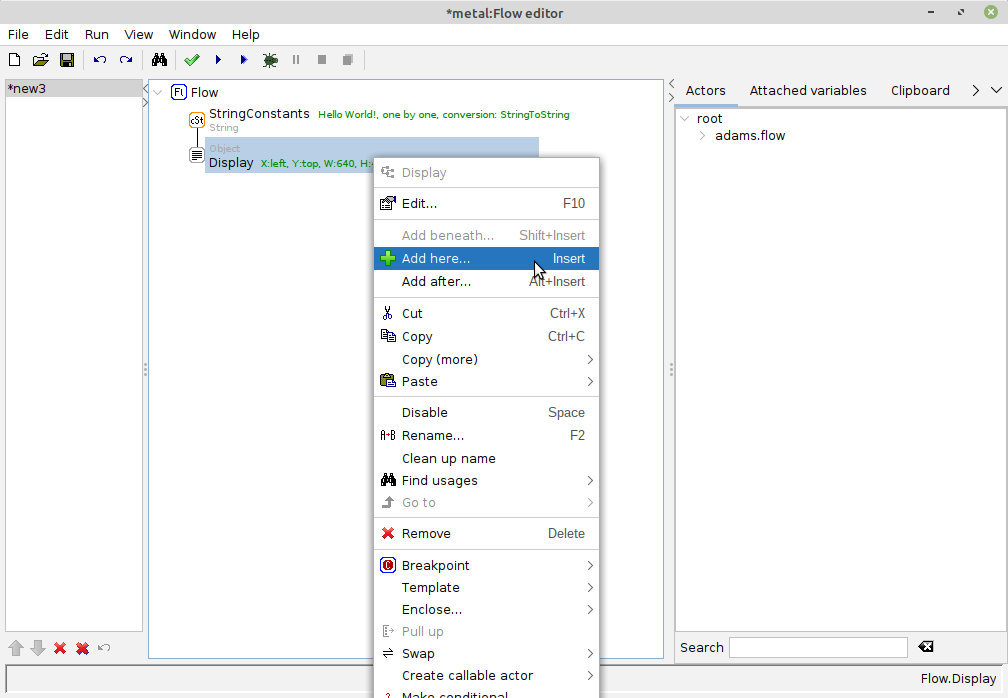 *metal:Flow editor
File Edit Run View Window Help
*new3
Fl Flow
cSt StringConstants Hello World!, one by one, conversion: StringToString
String
Object
Display X:left, Y:top, W:640, H:
Display
Edit... F10
Add beneath... Shift+Insert
Add here... Insert
Add after... Alt+Insert
Cut Ctrl+X
Copy Ctrl+C
Copy (more)
Paste
Disable Space
Rename... F2
Clean up name
Find usages
Go to
Remove Delete
Breakpoint
Template
Enclose...
Pull up
Swap
Create callable actor
Make conditional
Actors Attached variables Clipboard
root
adams.flow
Search
Flow.Display